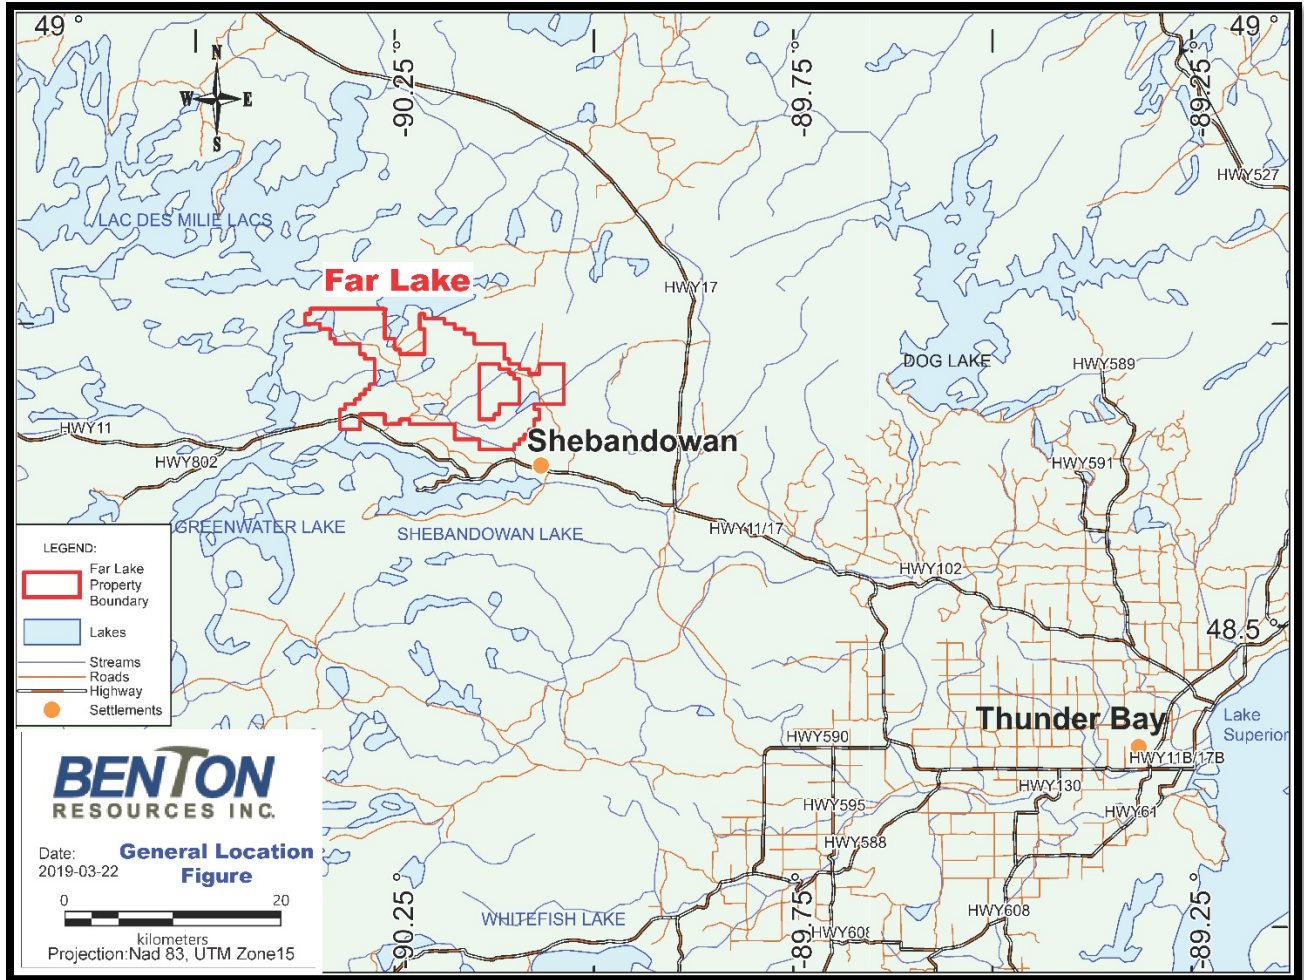 49 °
49 °
N
W E
S
-90.25 °
-89.75 °
-89.25 °
HWY527
LAC DES MILIE LACS
Far Lake
HWY17
DOG LAKE
HWY589
HWY11
Shebandowan
HWY802
HWY591
GREENWATER LAKE
SHEBANDOWAN LAKE
HWY11/17
HWY102
LEGEND:
Far Lake
Property
Boundary
Lakes
Streams
Roads
Highway
Settlements
48.5 °
Thunder Bay
Lake
Superior
HWY590
HWY11B/17B
HWY130
HWY595
HWY61
HWY588
BENTON
RESOURCES INC.
Date:
2019-03-22
General Location
Figure
0 20
kilometers
Projection:Nad 83, UTM Zone15
-90.25 °
-89.75 °
-89.25 °
WHITEFISH LAKE
HWY608
HWY608